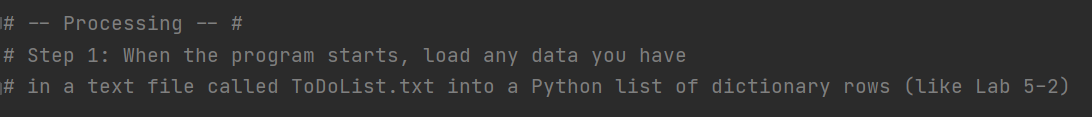 # -- Processing -- #
# Step 1: When the program starts, load any data you have
# in a text file called ToDoList.txt into a Python list of dictionary rows (like Lab 5-2)